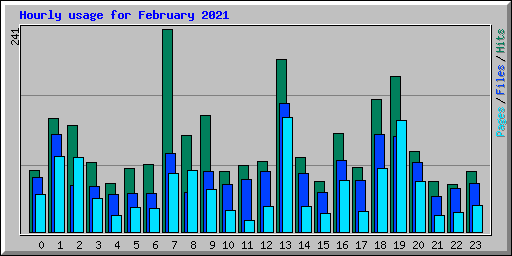 Hourly usage for February 2021
241
Pages / Files / Hits
0 1 2 3 4 5 6 7 8 9 10 11 12 13 14 15 16 17 18 19 20 21 22 23